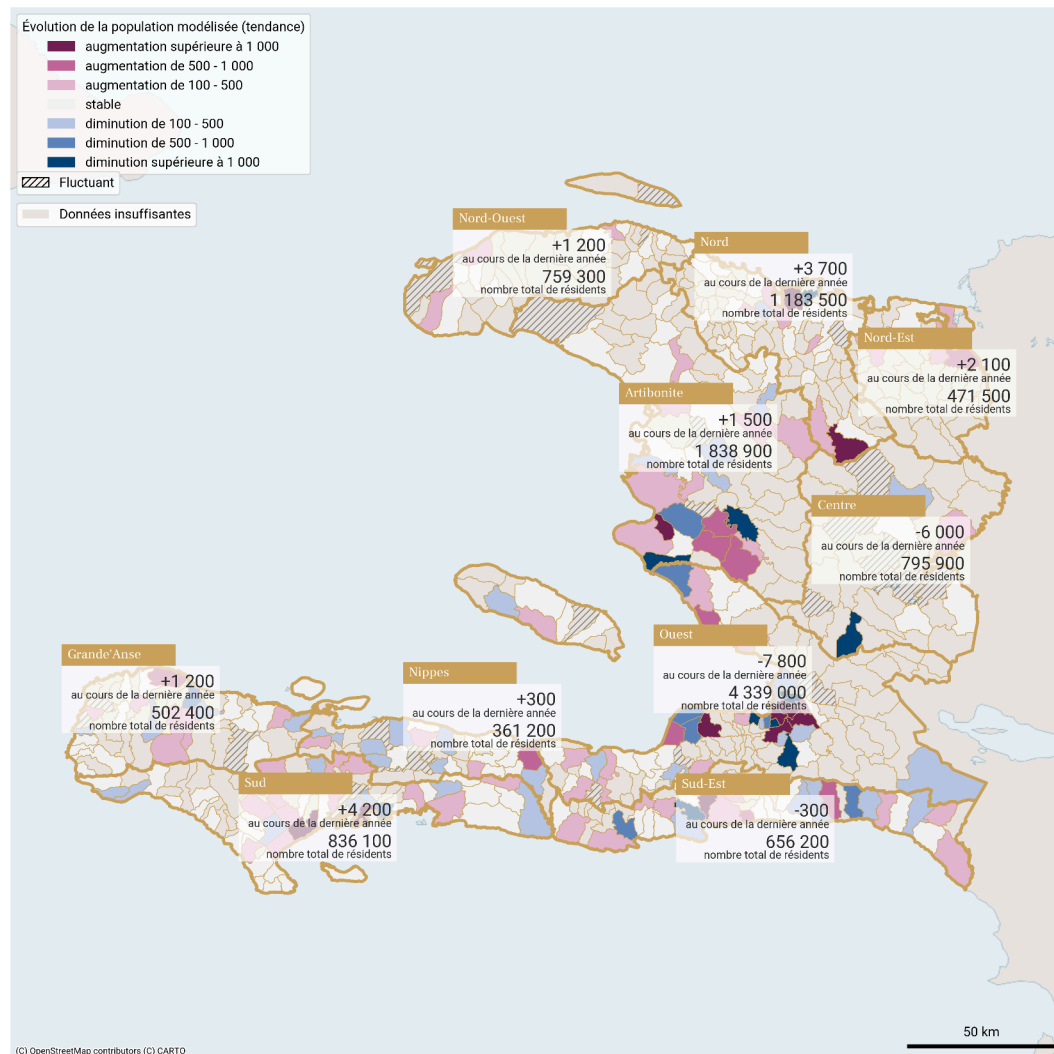 Évolution de la population modélisée (tendance)
augmentation supérieure à 1 000
augmentation de 500 - 1 000
augmentation de 100 - 500
stable
diminution de 100 - 500
diminution de 500 - 1 000
diminution supérieure à 1 000
Fluctuant
Données insuffisantes
Nord-Ouest
+1 200
au cours de la dernière année
759 300
nombre total de résidents
Nord
+3 700
au cours de la dernière année
1 183 500
nombre total de résidents
Nord-Est
+2 100
au cours de la dernière année
471 500
nombre total de résidents
Artibonite
+1 500
au cours de la dernière année
1 838 900
nombre total de résidents
Centre
-6 000
au cours de la dernière année
795 900
nombre total de résidents
Ouest
-7 800
au cours de la dernière année
4 339 000
nombre total de résidents
Grande'Anse
+1 200
au cours de la dernière année
502 400
nombre total de résidents
Nippes
+300
au cours de la dernière année
361 200
nombre total de résidents
Sud
+4 200
au cours de la dernière année
836 100
nombre total de résidents
Sud-Est
-300
au cours de la dernière année
656 200
nombre total de résidents
50 km
(C) OpenStreetMap contributors (C) CARTO